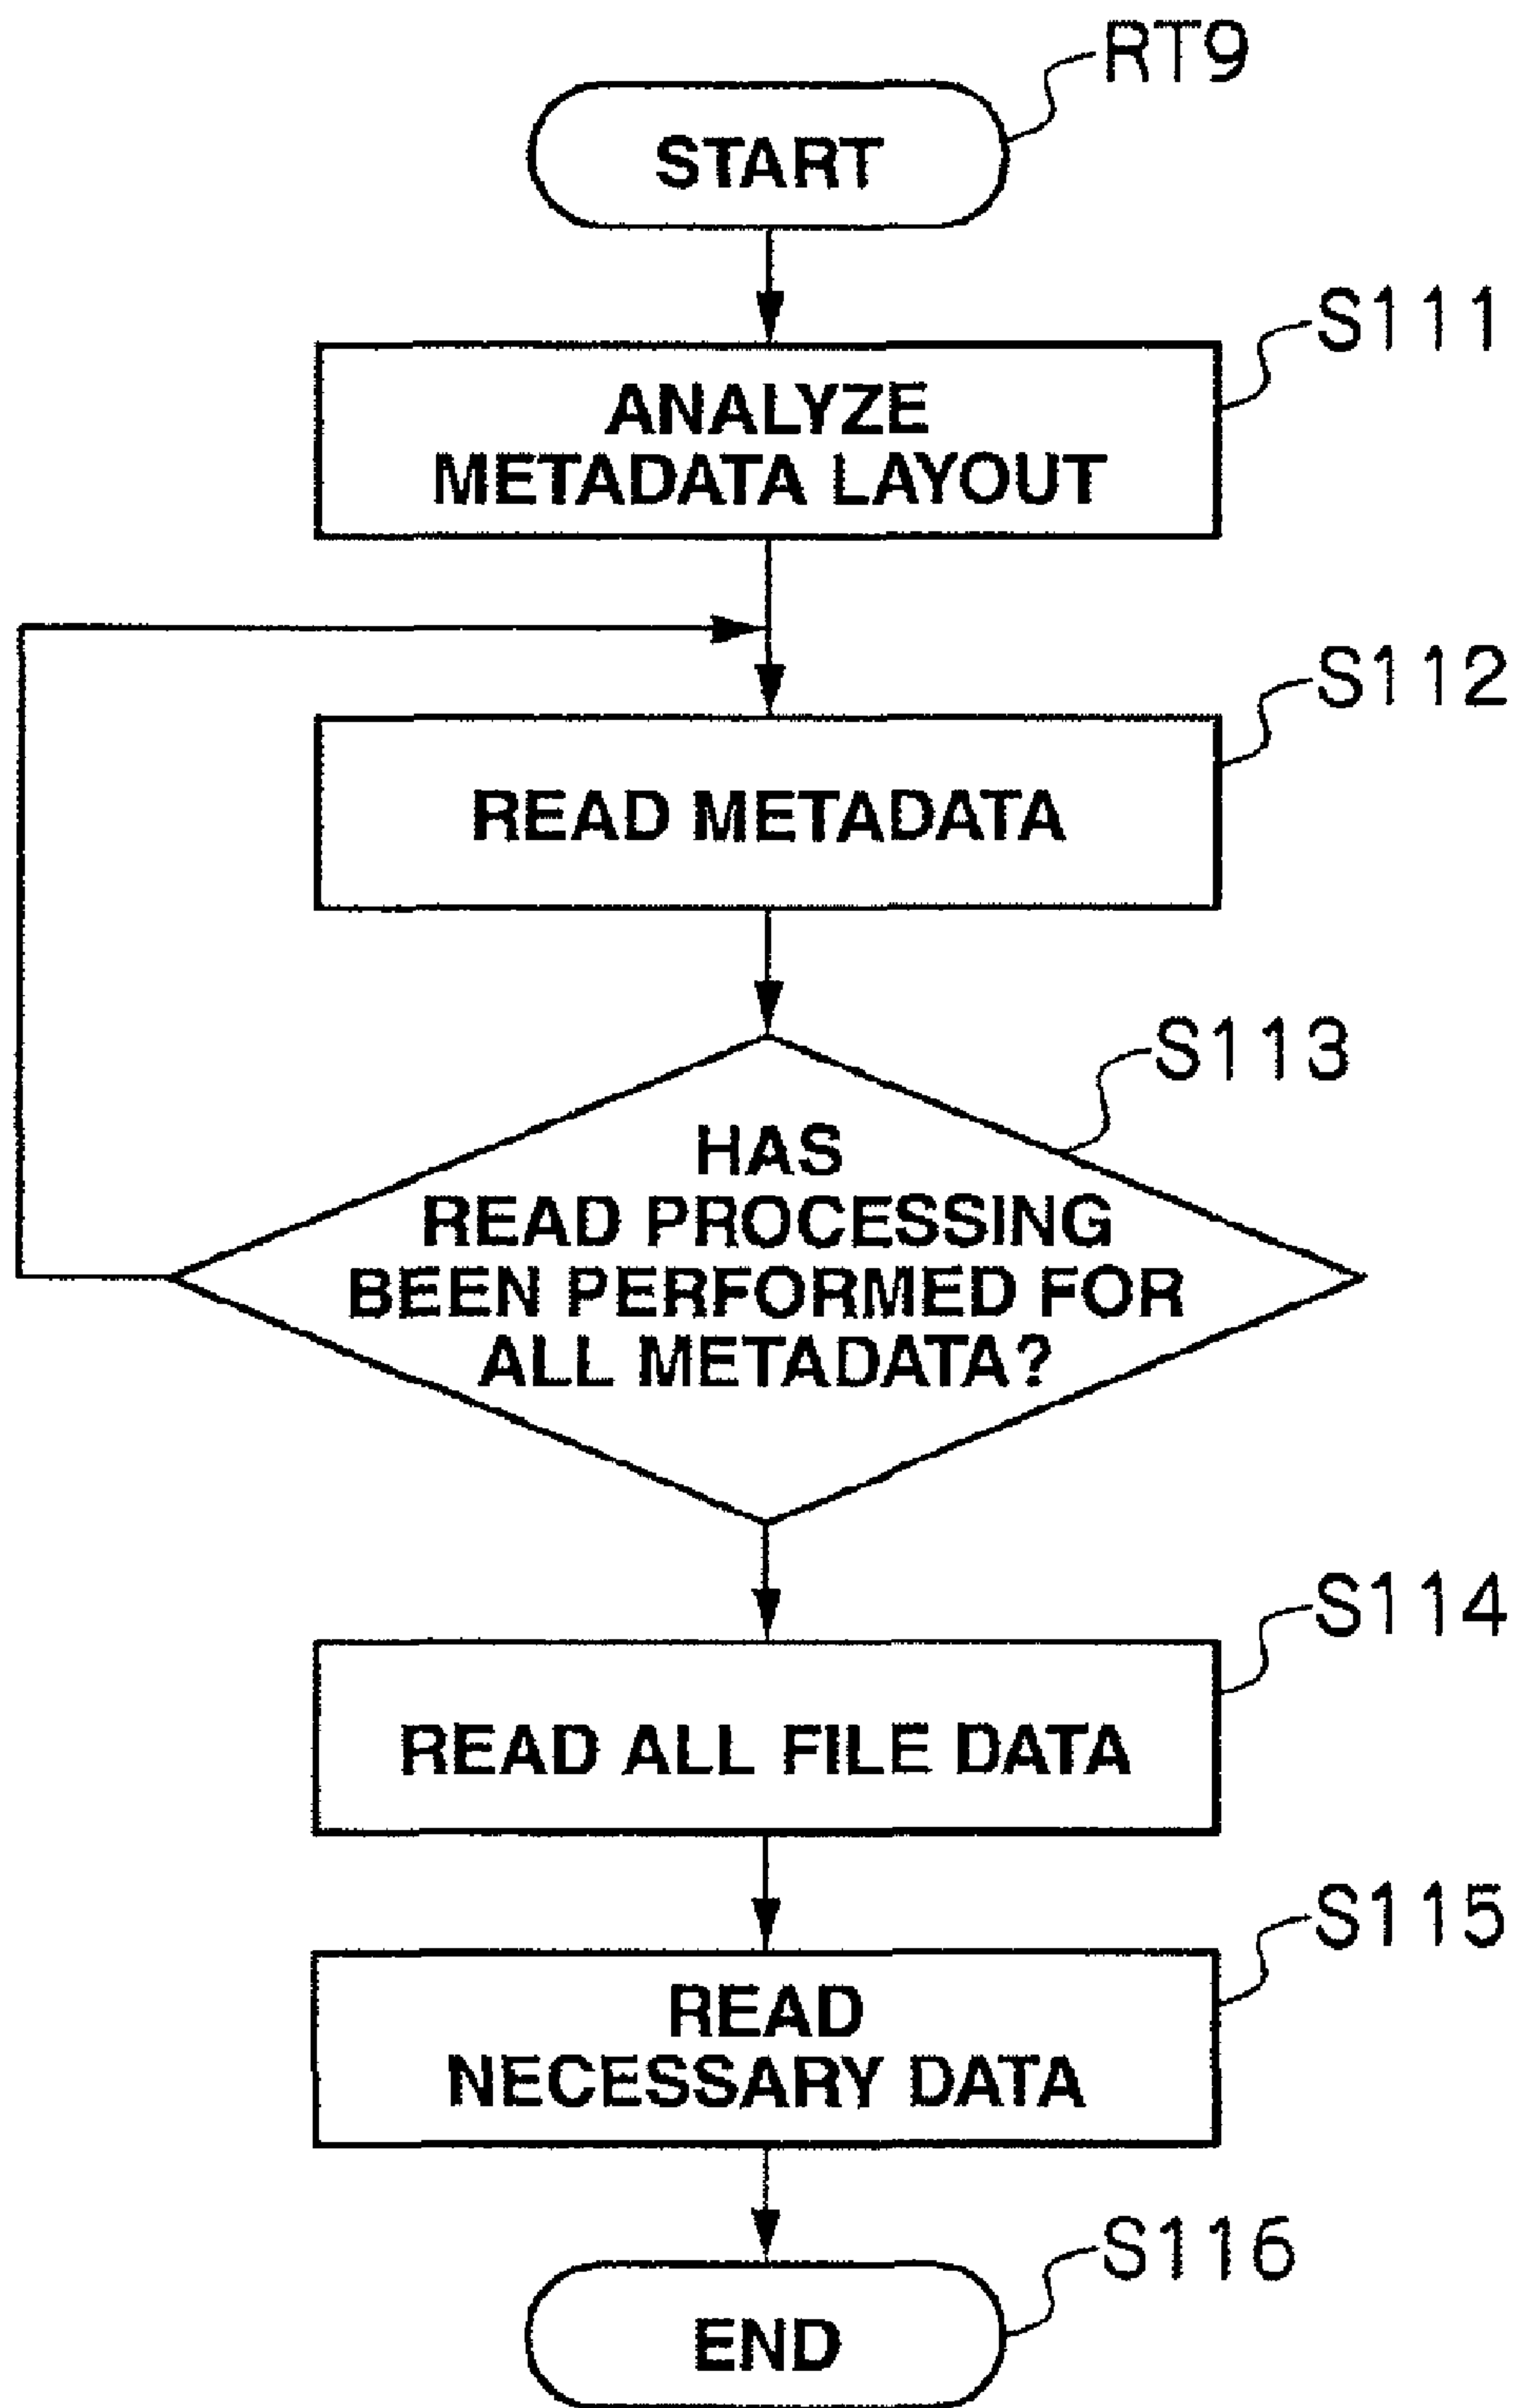 RT9
START
S111
ANALYZE
METADATA LAYOUT
S112
READ METADATA
S113
HAS
READ PROCESSING
BEEN PERFORMED FOR
ALL METADATA?
S114
READ ALL FILE DATA
S115
READ
NECESSARY DATA
S116
END